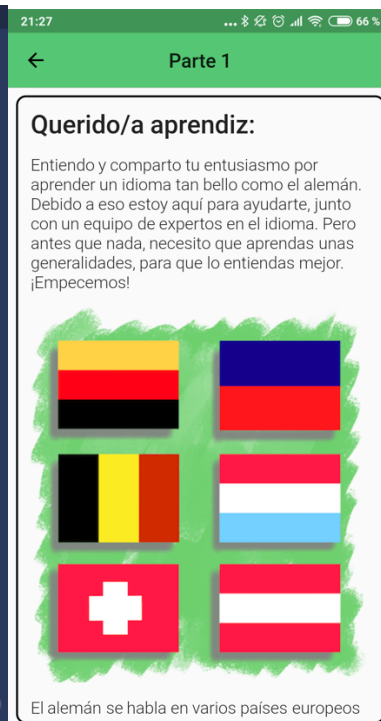 21:27 ... 66 %
Parte 1
Querido/a aprendiz:
Entiendo y comparto tu entusiasmo por
aprender un idioma tan bello como el alemán.
Debido a eso estoy aquí para ayudarte, junto
con un equipo de expertos en el idioma. Pero
antes que nada, necesito que aprendas unas
generalidades, para que lo entiendas mejor.
¡Empecemos!
El alemán se habla en varios países europeos